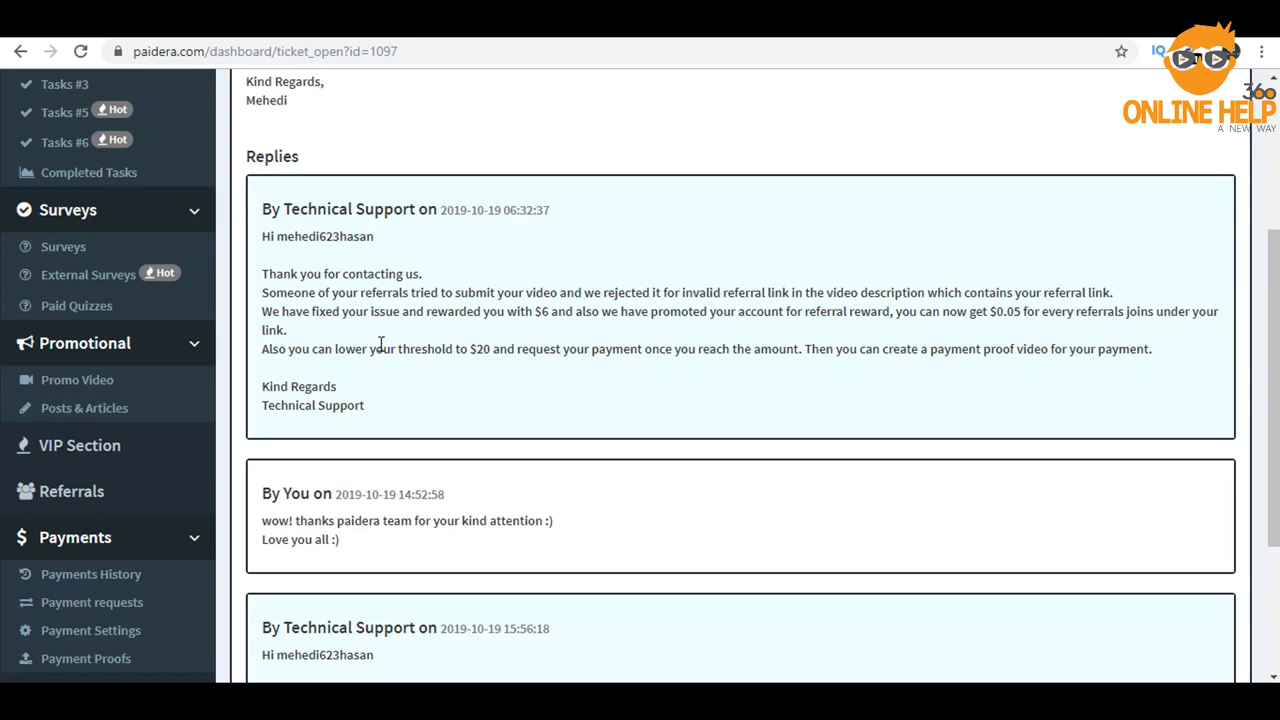 paidera.com/dashboard/ticket_open?id=1097
IQ
360
ONLINE HELP
A NEW WAY
Tasks #3
Tasks #5 Hot
Tasks #6 Hot
Completed Tasks
Surveys
Surveys
External Surveys Hot
Paid Quizzes
Promotional
Promo Video
Posts & Articles
VIP Section
Referrals
Payments
Payments History
Payment requests
Payment Settings
Payment Proofs
Kind Regards,
Mehedi
Replies
By Technical Support on 2019-10-19 06:32:37
Hi mehedi623hasan
Thank you for contacting us.
Someone of your referrals tried to submit your video and we rejected it for invalid referral link in the video description which contains your referral link.
We have fixed your issue and rewarded you with $6 and also we have promoted your account for referral reward, you can now get $0.05 for every referrals joins under your
link.
Also you can lower your threshold to $20 and request your payment once you reach the amount. Then you can create a payment proof video for your payment.
Kind Regards
Technical Support
By You on 2019-10-19 14:52:58
wow! thanks paidera team for your kind attention :)
Love you all :)
By Technical Support on 2019-10-19 15:56:18
Hi mehedi623hasan